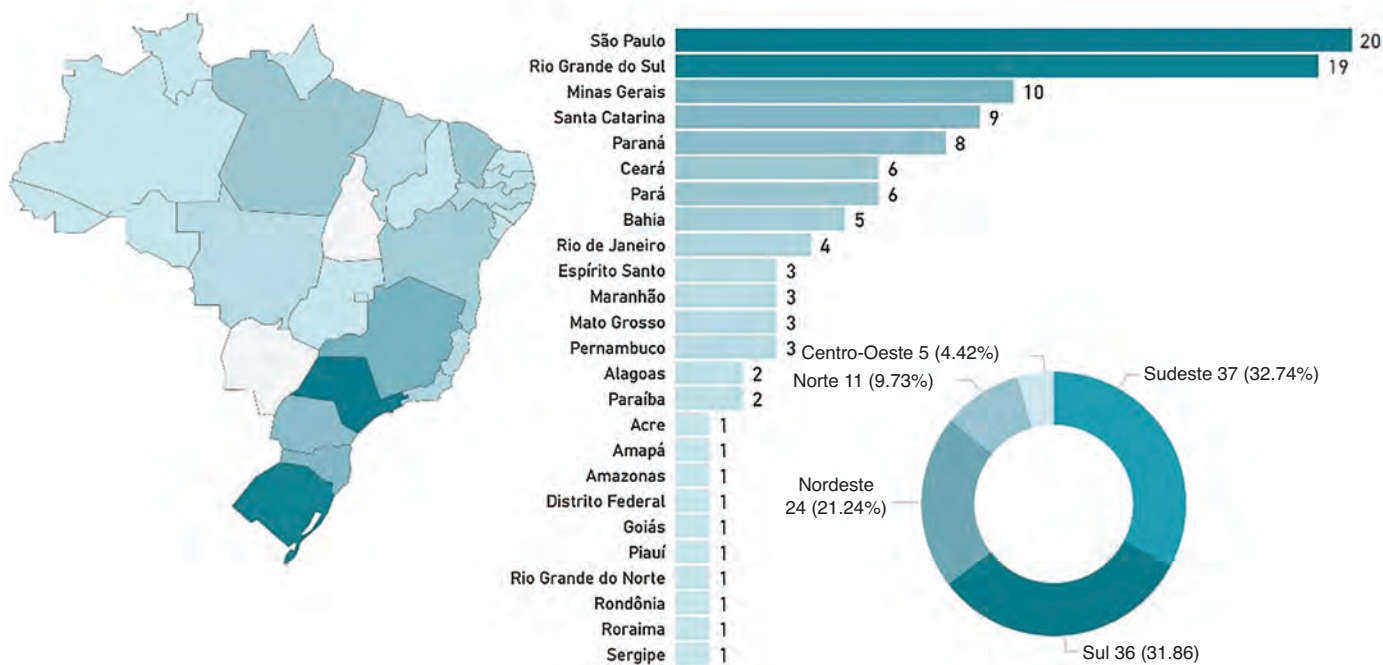 São Paulo 20
Rio Grande do Sul 19
Minas Gerais 10
Santa Catarina 9
Paraná 8
Ceará 6
Pará 6
Bahia 5
Rio de Janeiro 4
Espírito Santo 3
Maranhão 3
Mato Grosso 3
Pernambuco 3
Alagoas 2
Paraíba 2
Acre 1
Amapá 1
Amazonas 1
Distrito Federal 1
Goiás 1
Piauí 1
Rio Grande do Norte 1
Rondônia 1
Roraima 1
Sergipe 1
Centro-Oeste 5 (4.42%)
Norte 11 (9.73%)
Sudeste 37 (32.74%)
Nordeste
24 (21.24%)
Sul 36 (31.86)